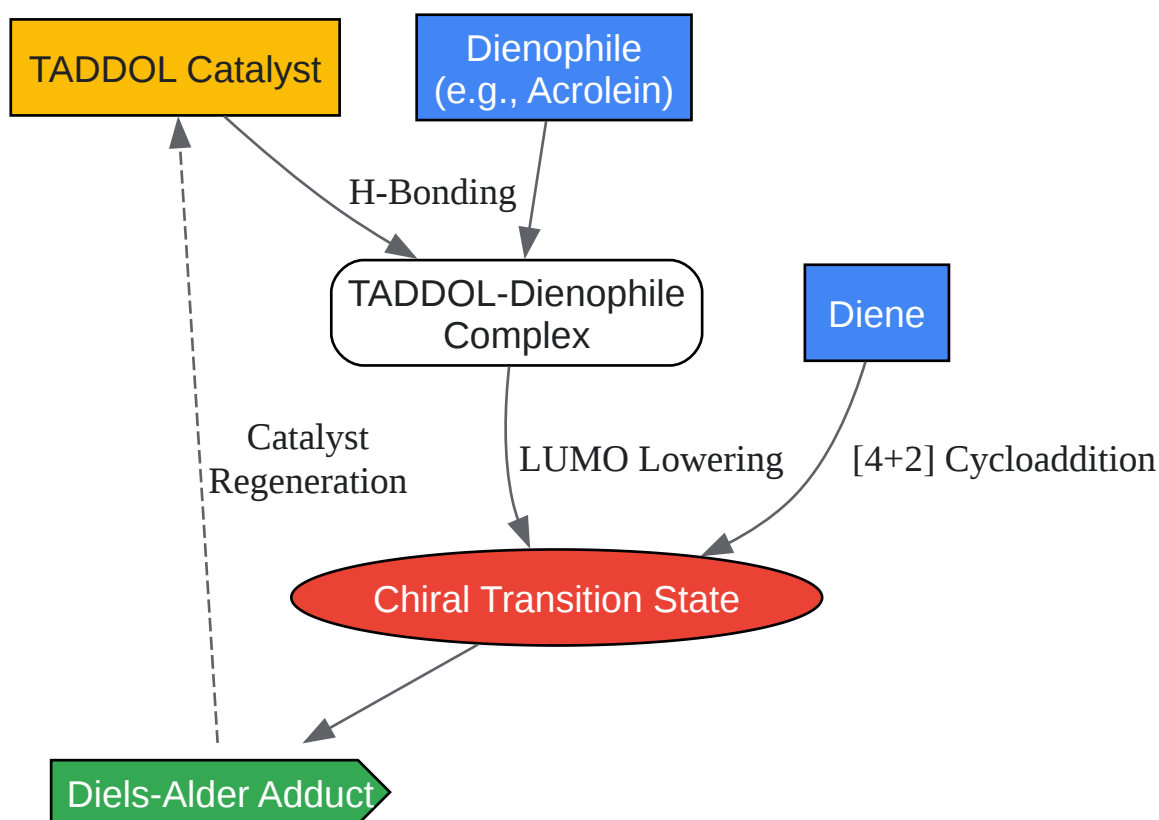 TADDOL Catalyst
Dienophile
(e.g., Acrolein)
H-Bonding
TADDOL-Dienophile
Complex
Diene
Catalyst
Regeneration
LUMO Lowering
[4+2] Cycloaddition
Chiral Transition State
Diels-Alder Adduct